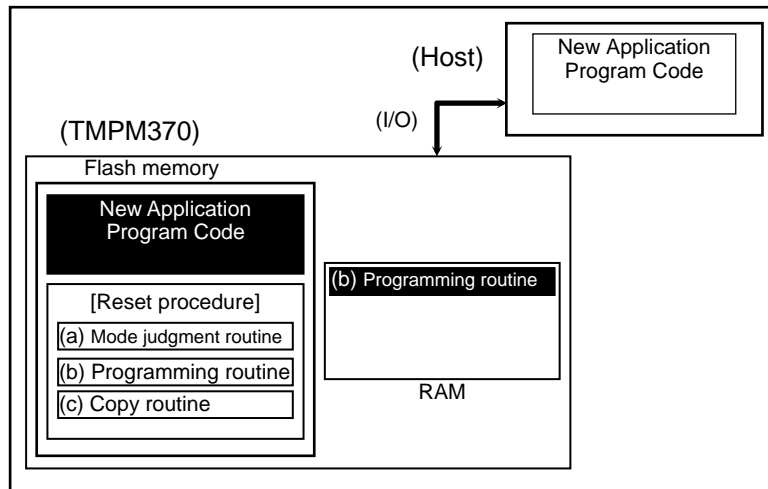 (Host)
New Application
Program Code
(I/O)
(TMPM370)
Flash memory
New Application
Program Code
[Reset procedure]
(a) Mode judgment routine
(b) Programming routine
(c) Copy routine
(b) Programming routine
RAM